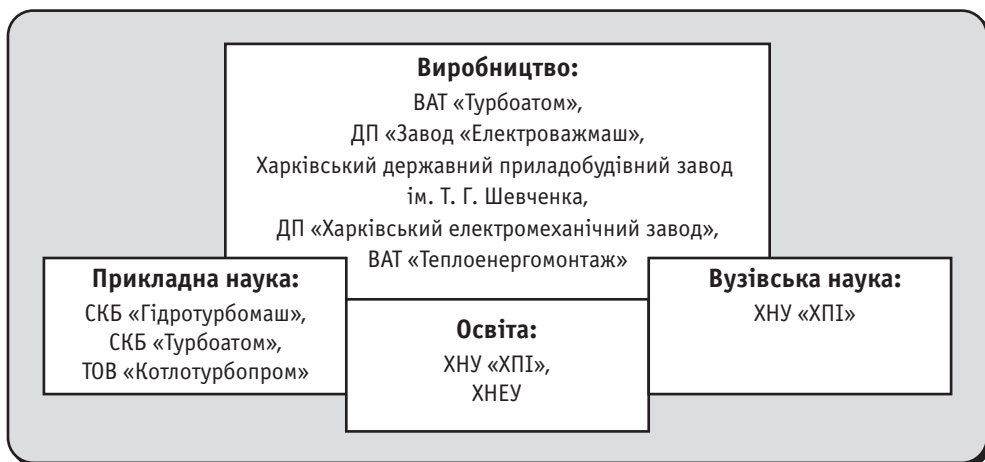 Виробництво:
ВАТ «Турбоатом»,
ДП «Завод «Електроважмаш»,
Харківський державний приладобудівний завод
ім. Т. Г. Шевченка,
ДП «Харківський електромеханічний завод»,
ВАТ «Теплоенергомонтаж»
Прикладна наука:
СКБ «Гідротурбомаш»,
СКБ «Турбоатом»,
ТОВ «Котлотурбопром»
Освіта:
ХНУ «ХПІ»,
ХНЕУ
Вузівська наука:
ХНУ «ХПІ»